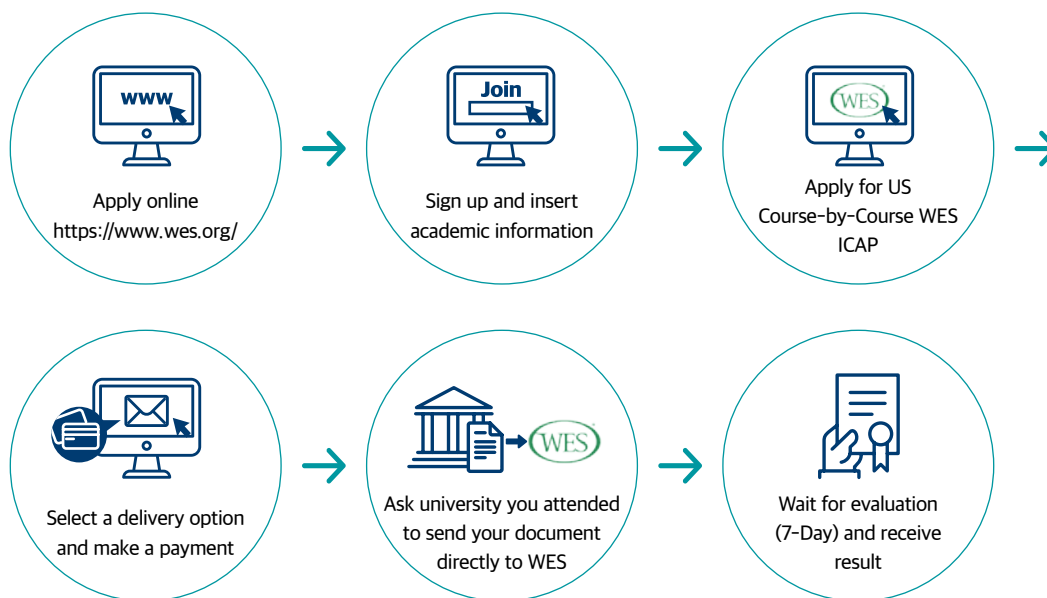 www
Apply online
https://www.wes.org/
Join
Sign up and insert
academic information
WES
Apply for US
Course-by-Course WES
ICAP
Select a delivery option
and make a payment
WES
Ask university you attended
to send your document
directly to WES
Wait for evaluation
(7-Day) and receive
result